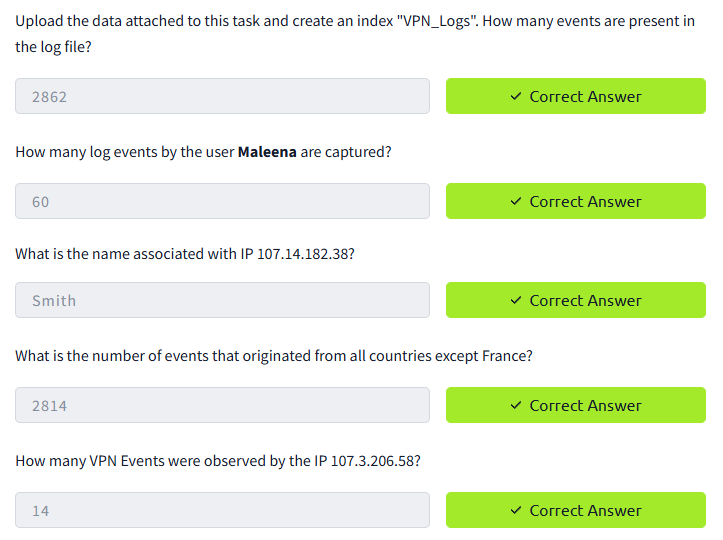 Upload the data attached to this task and create an index "VPN_Logs". How many events are present in
the log file?
2862
✓ Correct Answer
How many log events by the user Maleena are captured?
60
✓ Correct Answer
What is the name associated with IP 107.14.182.38?
Smith
✓ Correct Answer
What is the number of events that originated from all countries except France?
2814
✓ Correct Answer
How many VPN Events were observed by the IP 107.3.206.58?
14
✓ Correct Answer